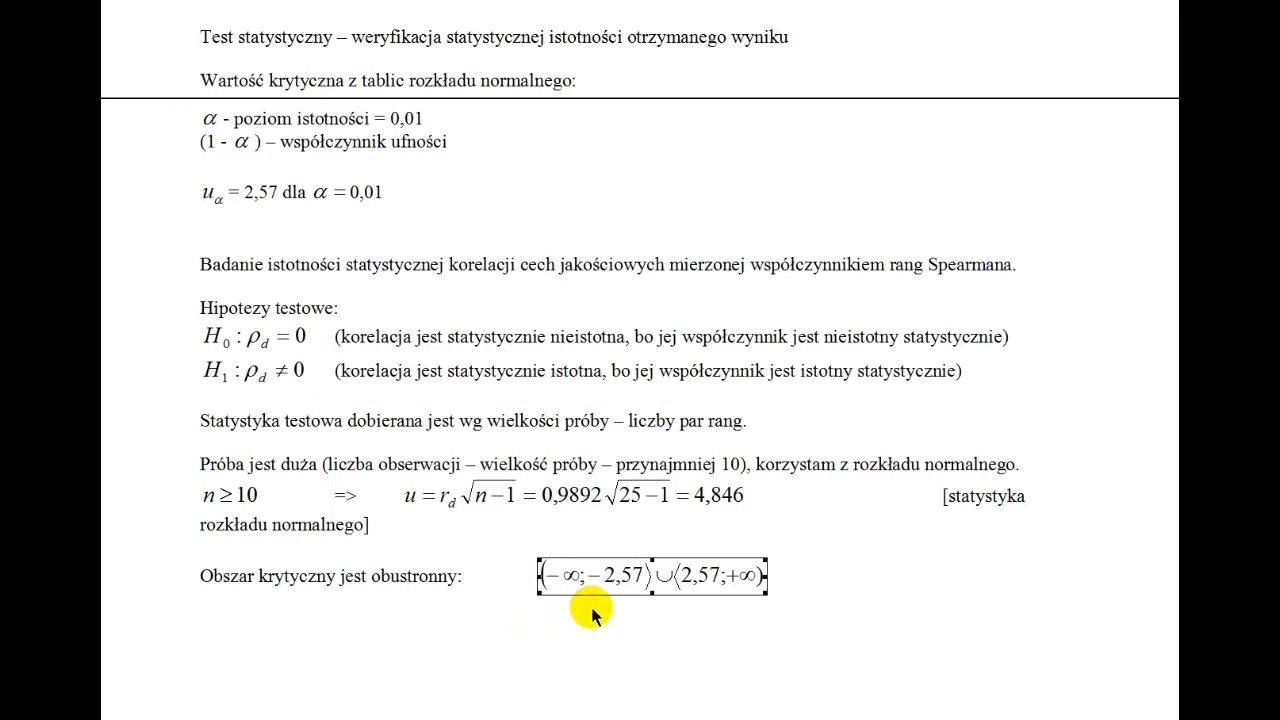 Test statystyczny – weryfikacja statystycznej istotności otrzymanego wyniku
Wartość krytyczna z tablic rozkładu normalnego:
α - poziom istotności = 0,01
(1 - α ) – współczynnik ufności
u_α = 2,57 dla α = 0,01
Badanie istotności statystycznej korelacji cech jakościowych mierzonej współczynnikiem rang Spearmana.
Hipotezy testowe:
H_0 : ρ_d = 0 (korelacja jest statystycznie nieistotna, bo jej współczynnik jest nieistotny statystycznie)
H_1 : ρ_d ≠ 0 (korelacja jest statystycznie istotna, bo jej współczynnik jest istotny statystycznie)
Statystyka testowa dobierana jest wg wielkości próby – liczby par rang.
Próba jest duża (liczba obserwacji – wielkość próby – przynajmniej 10), korzystam z rozkładu normalnego.
n ≥ 10 => u = r_d √(n−1) = 0,9892 √(25−1) = 4,846 [statystyka
rozkładu normalnego]
Obszar krytyczny jest obustronny: (−∞;−2,57⟩∪⟨2,57;+∞)